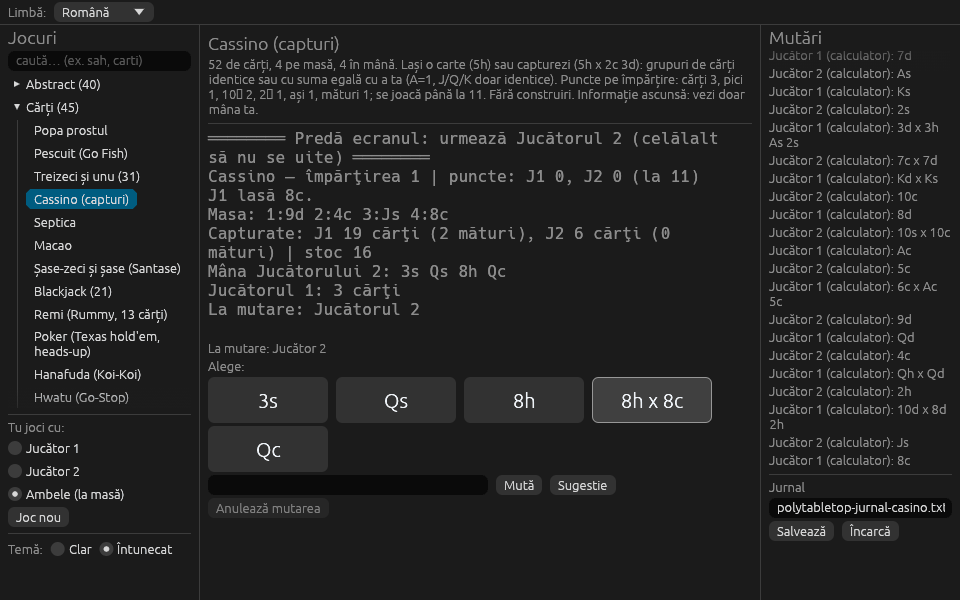 Limbă: Română
Jocuri
caută... (ex. sah, carti)
Abstract (40)
Cărți (45)
Popa prostul
Pescuit (Go Fish)
Treizeci și unu (31)
Cassino (capturi)
Septica
Macao
Șase-zeci și șase (Santase)
Blackjack (21)
Remi (Rummy, 13 cărți)
Poker (Texas hold'em,
heads-up)
Hanafuda (Koi-Koi)
Hwatu (Go-Stop)
Tu joci cu:
Jucător 1
Jucător 2
Ambele (la masă)
Joc nou
Temă: Clar Întunecat
Cassino (capturi)
52 de cărți, 4 pe masă, 4 în mână. Lași o carte (5h) sau capturezi (5h x 2c 3d): grupuri de cărți
identice sau cu suma egală cu a ta (A=1, J/Q/K doar identice). Puncte pe împărțire: cărți 3, pici
1, 10▯ 2, 2▯ 1, ași 1, mături 1; se joacă până la 11. Fără construiri. Informație ascunsă: vezi doar
mâna ta.
════════ Predă ecranul: urmează Jucătorul 2 (celălalt
să nu se uite) ════════
Cassino — împărţirea 1 | puncte: J1 0, J2 0 (la 11)
J1 lasă 8c.
Masa: 1:9d 2:4c 3:Js 4:8c
Capturate: J1 19 cărţi (2 mături), J2 6 cărţi (0
mături) | stoc 16
Mâna Jucătorului 2: 3s Qs 8h Qc
Jucătorul 1: 3 cărţi
La mutare: Jucătorul 2
La mutare: Jucător 2
Alege:
3s
Qs
8h
8h x 8c
Qc
Mută
Sugestie
Anulează mutarea
Mutări
Jucător 1 (calculator): 7d
Jucător 2 (calculator): As
Jucător 1 (calculator): Ks
Jucător 2 (calculator): 2s
Jucător 1 (calculator): 3d x 3h
As 2s
Jucător 2 (calculator): 7c x 7d
Jucător 1 (calculator): Kd x Ks
Jucător 2 (calculator): 10c
Jucător 1 (calculator): 8d
Jucător 2 (calculator): 10s x 10c
Jucător 1 (calculator): Ac
Jucător 2 (calculator): 5c
Jucător 1 (calculator): 6c x Ac
5c
Jucător 2 (calculator): 9d
Jucător 1 (calculator): Qd
Jucător 2 (calculator): 4c
Jucător 1 (calculator): Qh x Qd
Jucător 2 (calculator): 2h
Jucător 1 (calculator): 10d x 8d
2h
Jucător 2 (calculator): Js
Jucător 1 (calculator): 8c
Jurnal
polytabletop-jurnal-casino.txt
Salvează
Încarcă